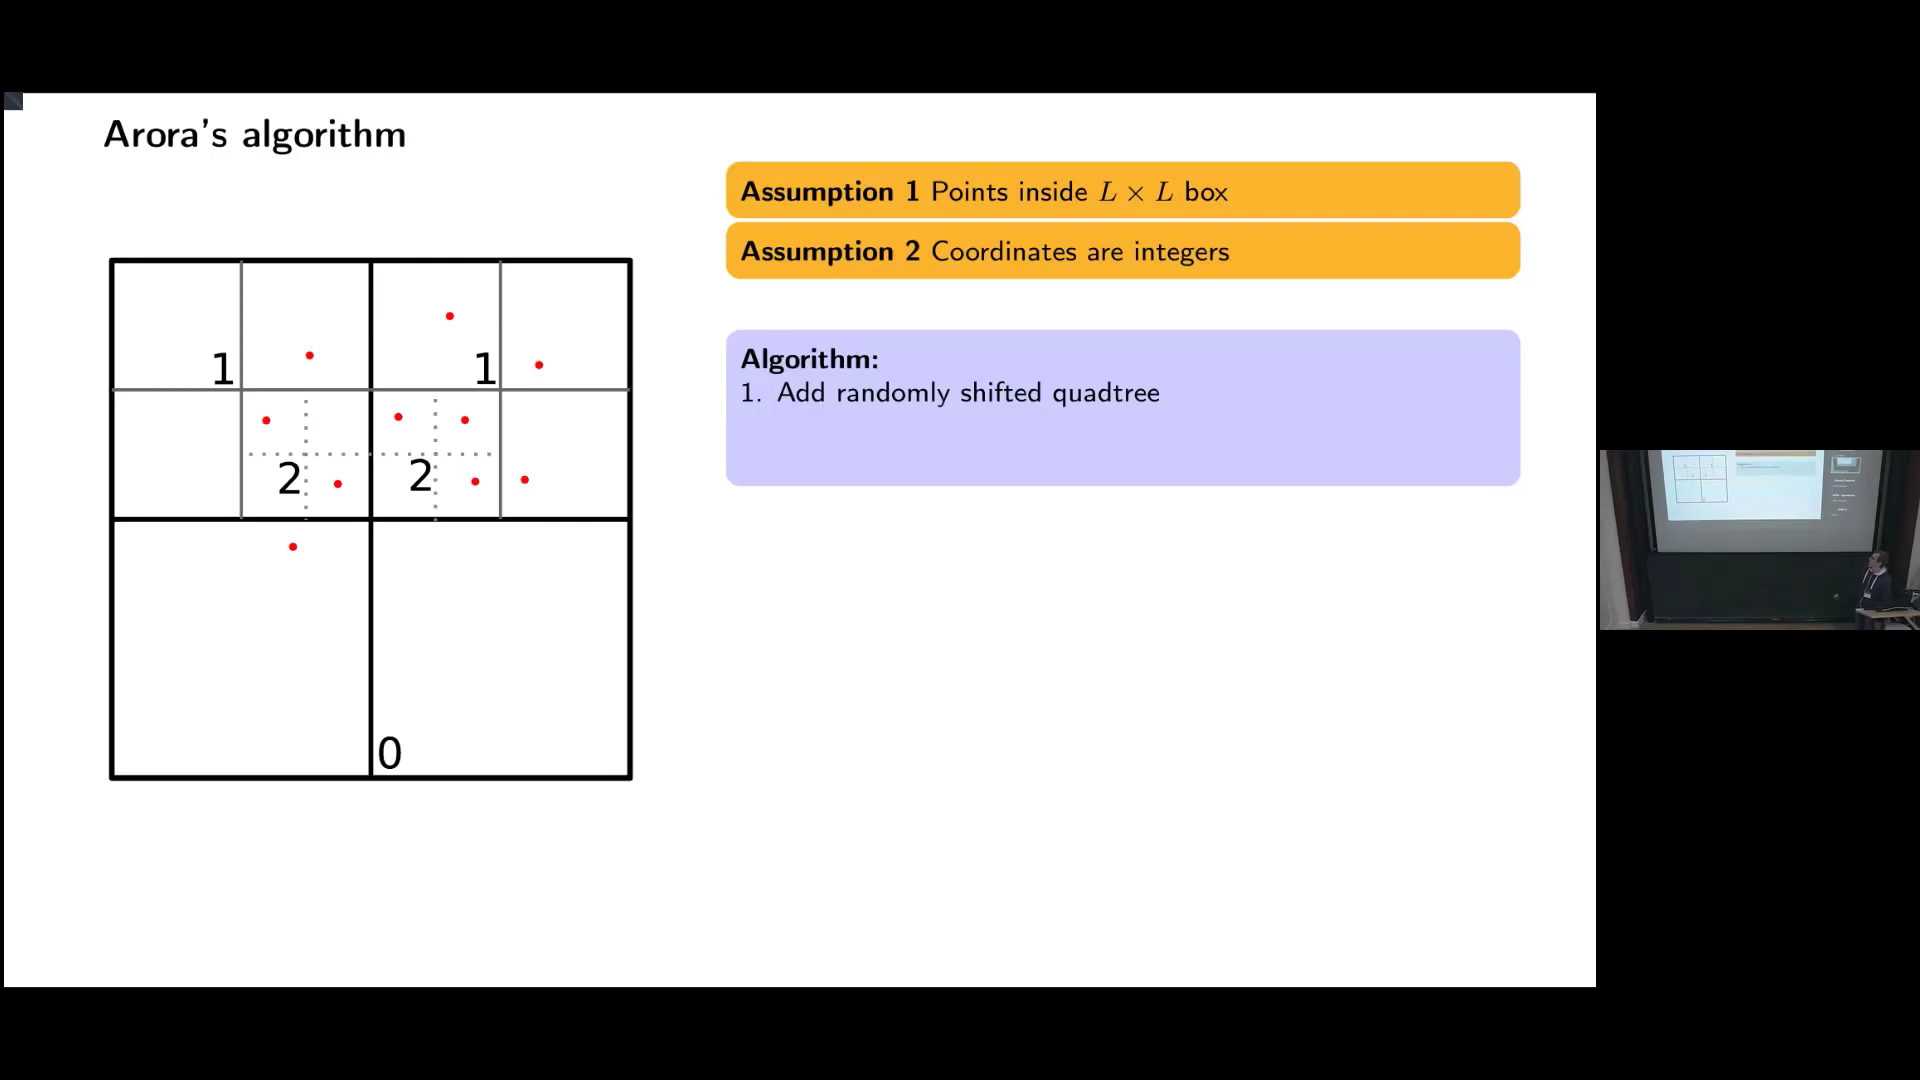 Arora's algorithm
Assumption 1 Points inside L × L box
Assumption 2 Coordinates are integers
Algorithm:
1. Add randomly shifted quadtree
1
1
2
2
0